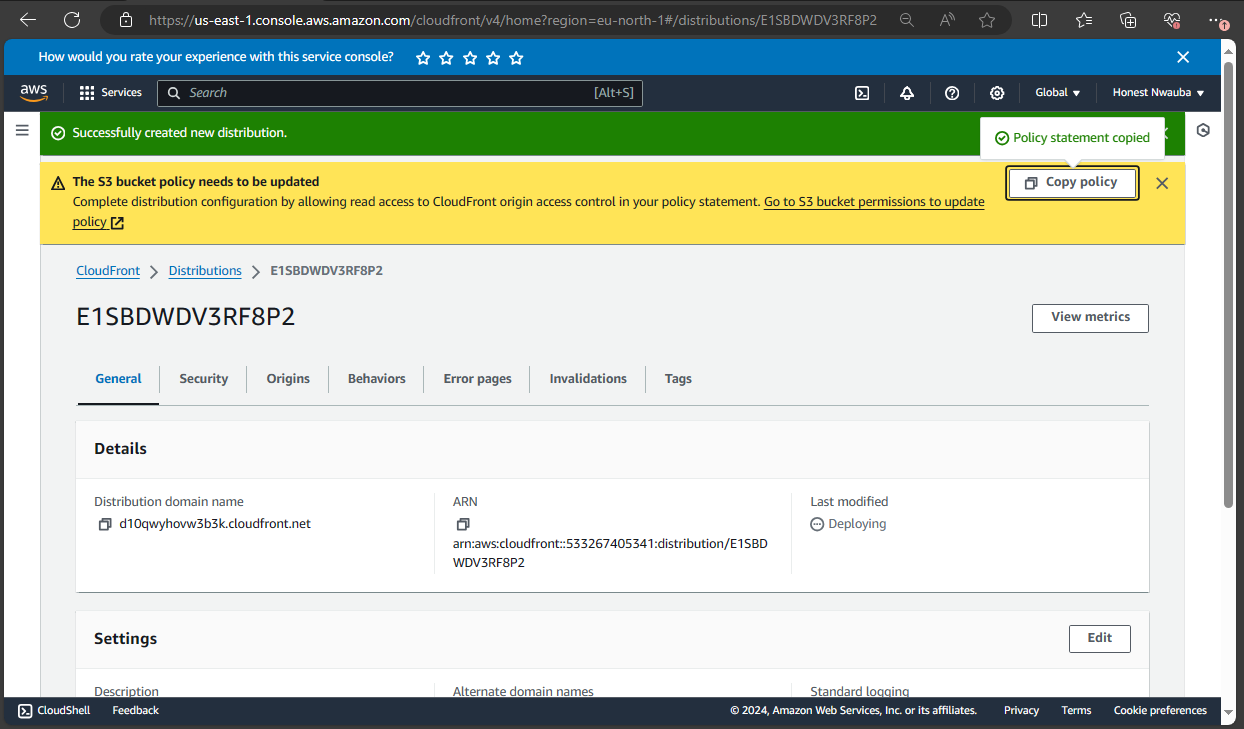 https://us-east-1.console.aws.amazon.com/cloudfront/v4/home?region=eu-north-1#/distributions/E1SBDWDV3RF8P2
How would you rate your experience with this service console?
aws
Services
Search
[Alt+S]
Global
Honest Nwauba
Successfully created new distribution.
Policy statement copied
The S3 bucket policy needs to be updated
Complete distribution configuration by allowing read access to CloudFront origin access control in your policy statement. Go to S3 bucket permissions to update
policy
Copy policy
CloudFront
Distributions
E1SBDWDV3RF8P2
E1SBDWDV3RF8P2
View metrics
General
Security
Origins
Behaviors
Error pages
Invalidations
Tags
Details
Distribution domain name
d10qwyhovw3b3k.cloudfront.net
ARN
arn:aws:cloudfront::533267405341:distribution/E1SBD
WDV3RF8P2
Last modified
Deploying
Settings
Edit
Description
Alternate domain names
Standard logging
CloudShell
Feedback
© 2024, Amazon Web Services, Inc. or its affiliates.
Privacy
Terms
Cookie preferences